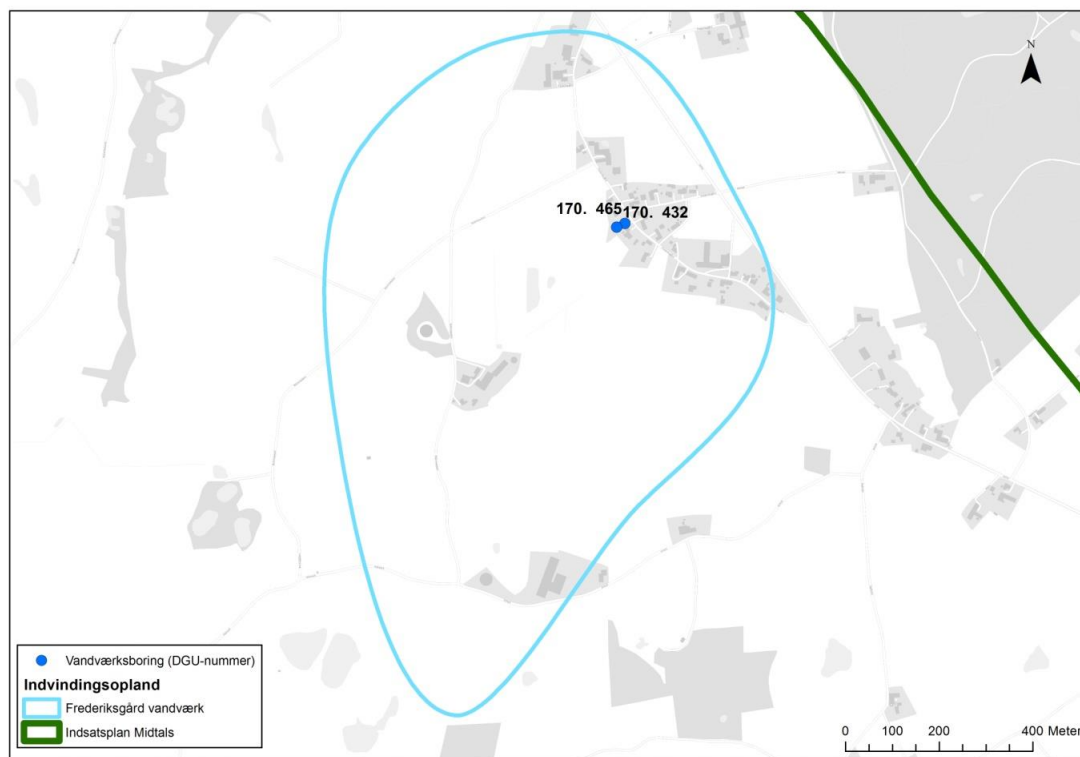 N
170. 465
170. 432
Vandværksboring (DGU-nummer)
Indvindingsopland
Frederiksgård vandværk
Indsatsplan Midtals
0 100 200 400 Meter